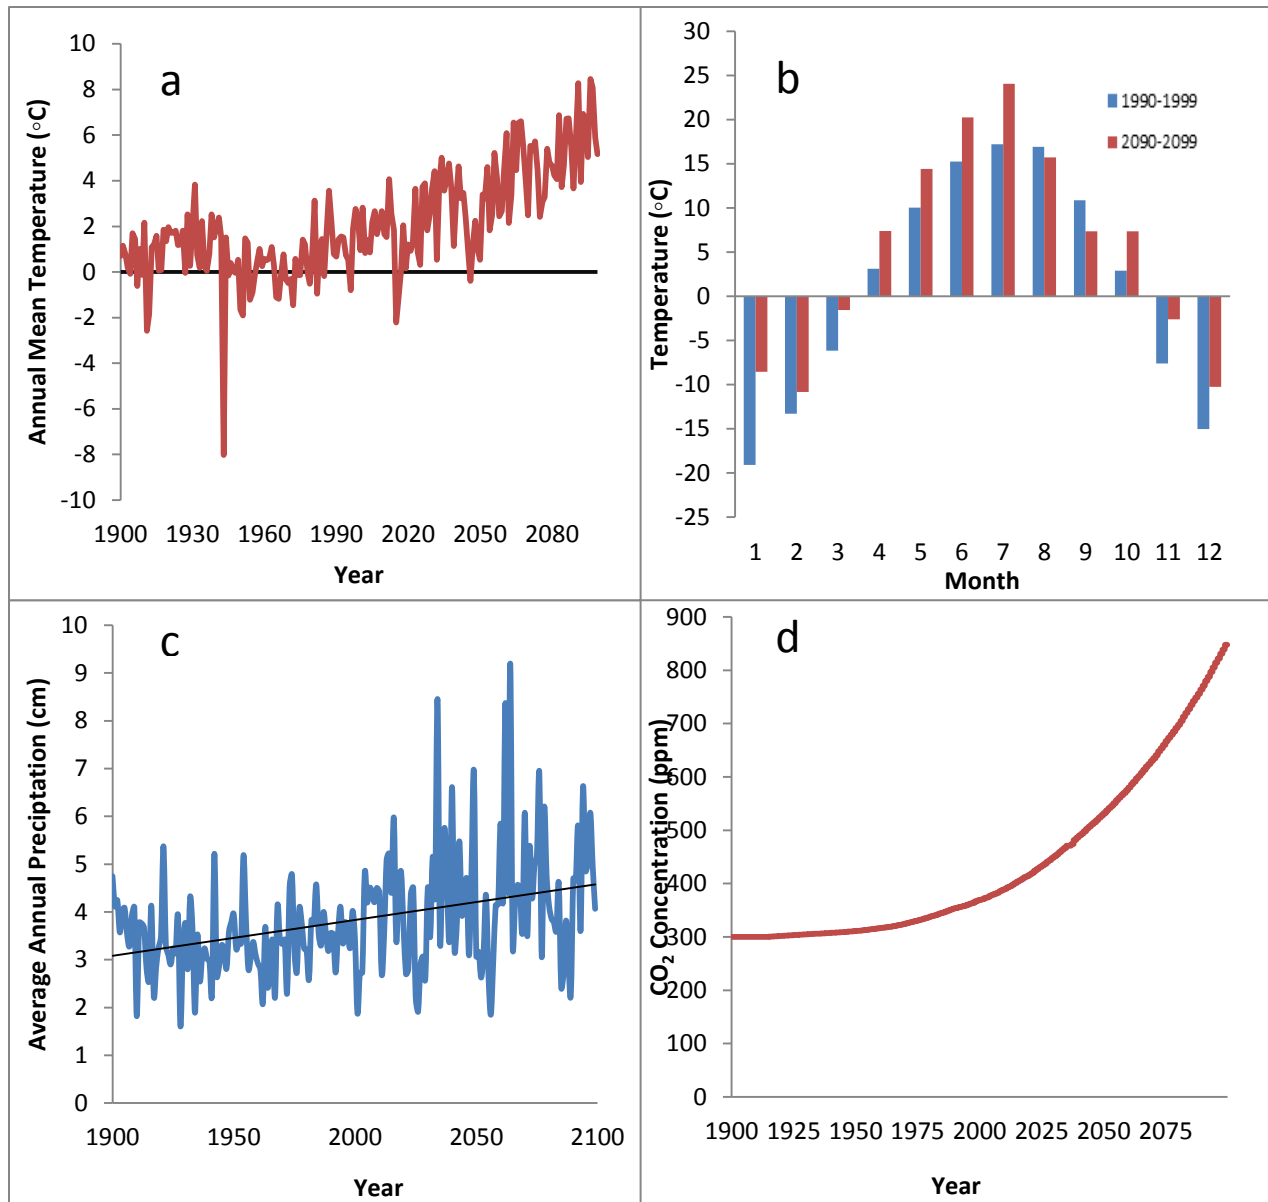 a
Annual Mean Temperature (◦C)
10
8
6
4
2
0
-2
-4
-6
-8
-10
1900 1930 1960 1990 2020 2050 2080
Year
b
Temperature (◦C)
30
25
20
15
10
5
0
-5
-10
-15
-20
-25
1990-1999
2090-2099
1 2 3 4 5 6 7 8 9 10 11 12
Month
c
Average Annual Preciptation (cm)
10
9
8
7
6
5
4
3
2
1
0
1900 1950 2000 2050 2100
Year
d
CO₂ Concentration (ppm)
900
800
700
600
500
400
300
200
100
0
1900 1925 1950 1975 2000 2025 2050 2075
Year